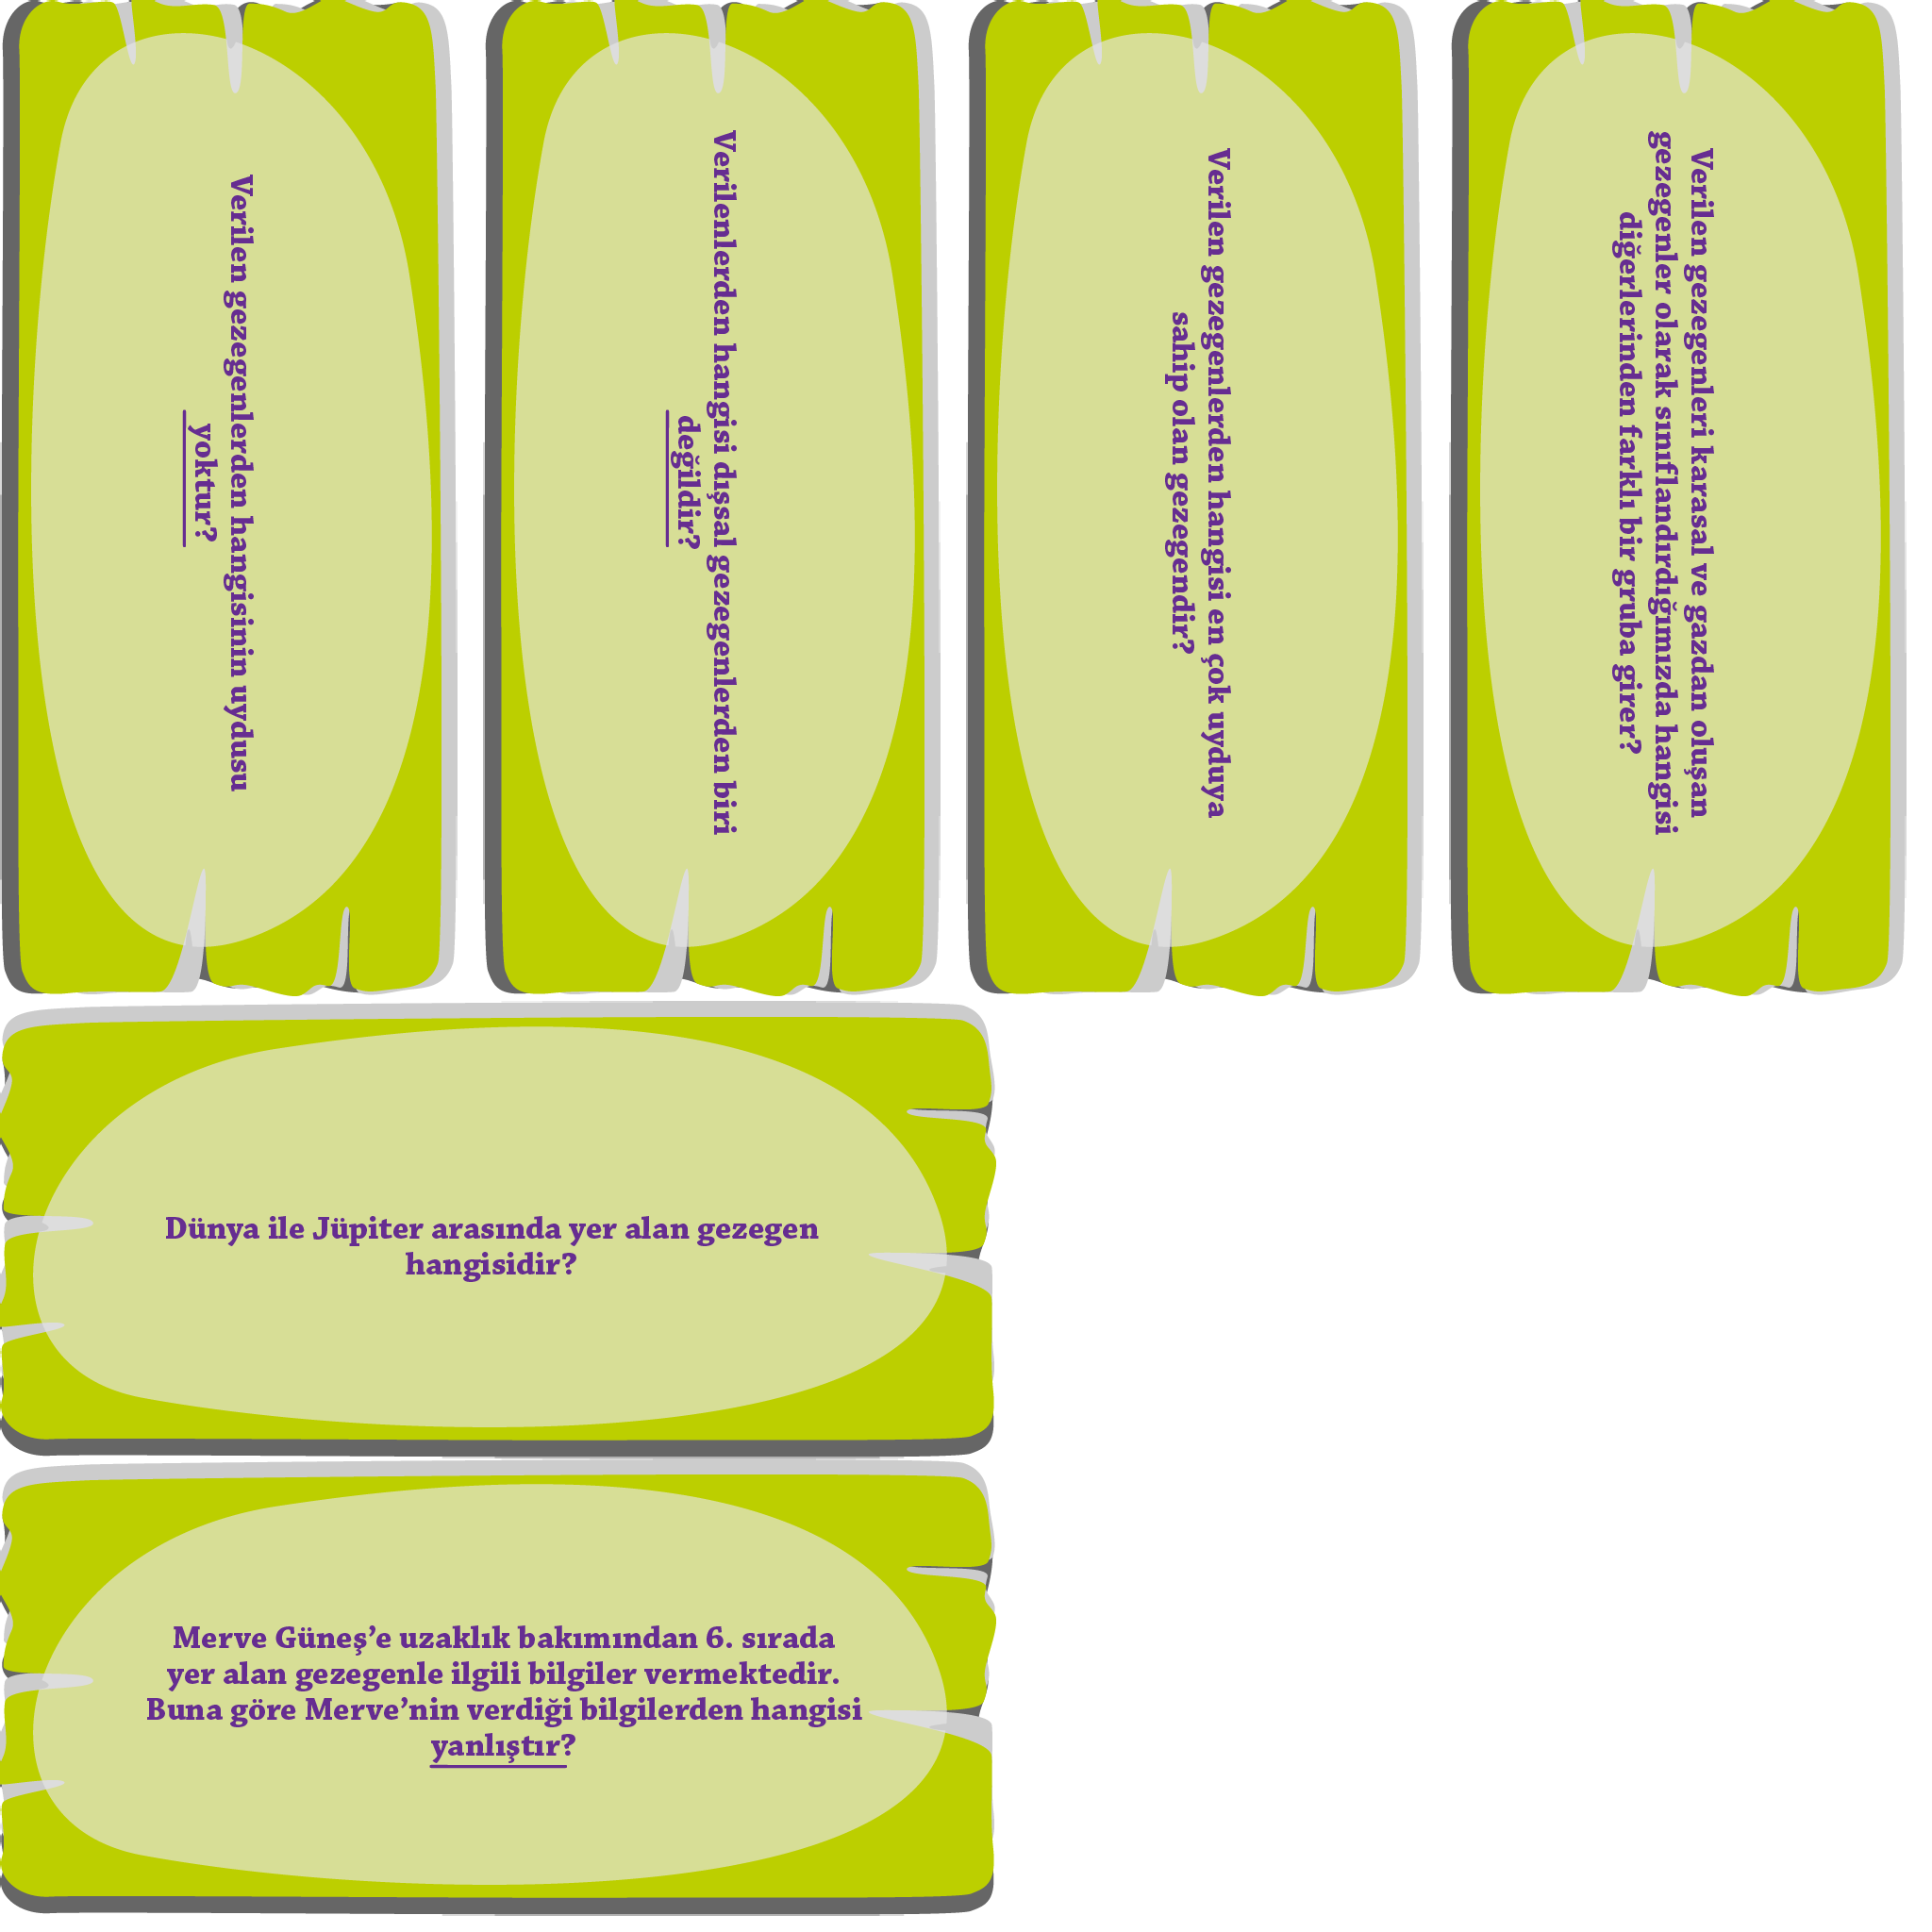 Verilen gezegenlerden hangisinin uydusu
yoktur?
Verilenlerden hangisi dışsal gezegenlerden biri
değildir?
Verilen gezegenlerden hangisi en çok uyduya
sahip olan gezegendir?
Verilen gezegenleri karasal ve gazdan oluşan
gezegenler olarak sınıflandırdığımızda hangisi
diğerlerinden farklı bir gruba girer?
Dünya ile Jüpiter arasında yer alan gezegen
hangisidir?
Merve Güneş’e uzaklık bakımından 6. sırada
yer alan gezegenle ilgili bilgiler vermektedir.
Buna göre Merve’nin verdiği bilgilerden hangisi
yanlıştır?